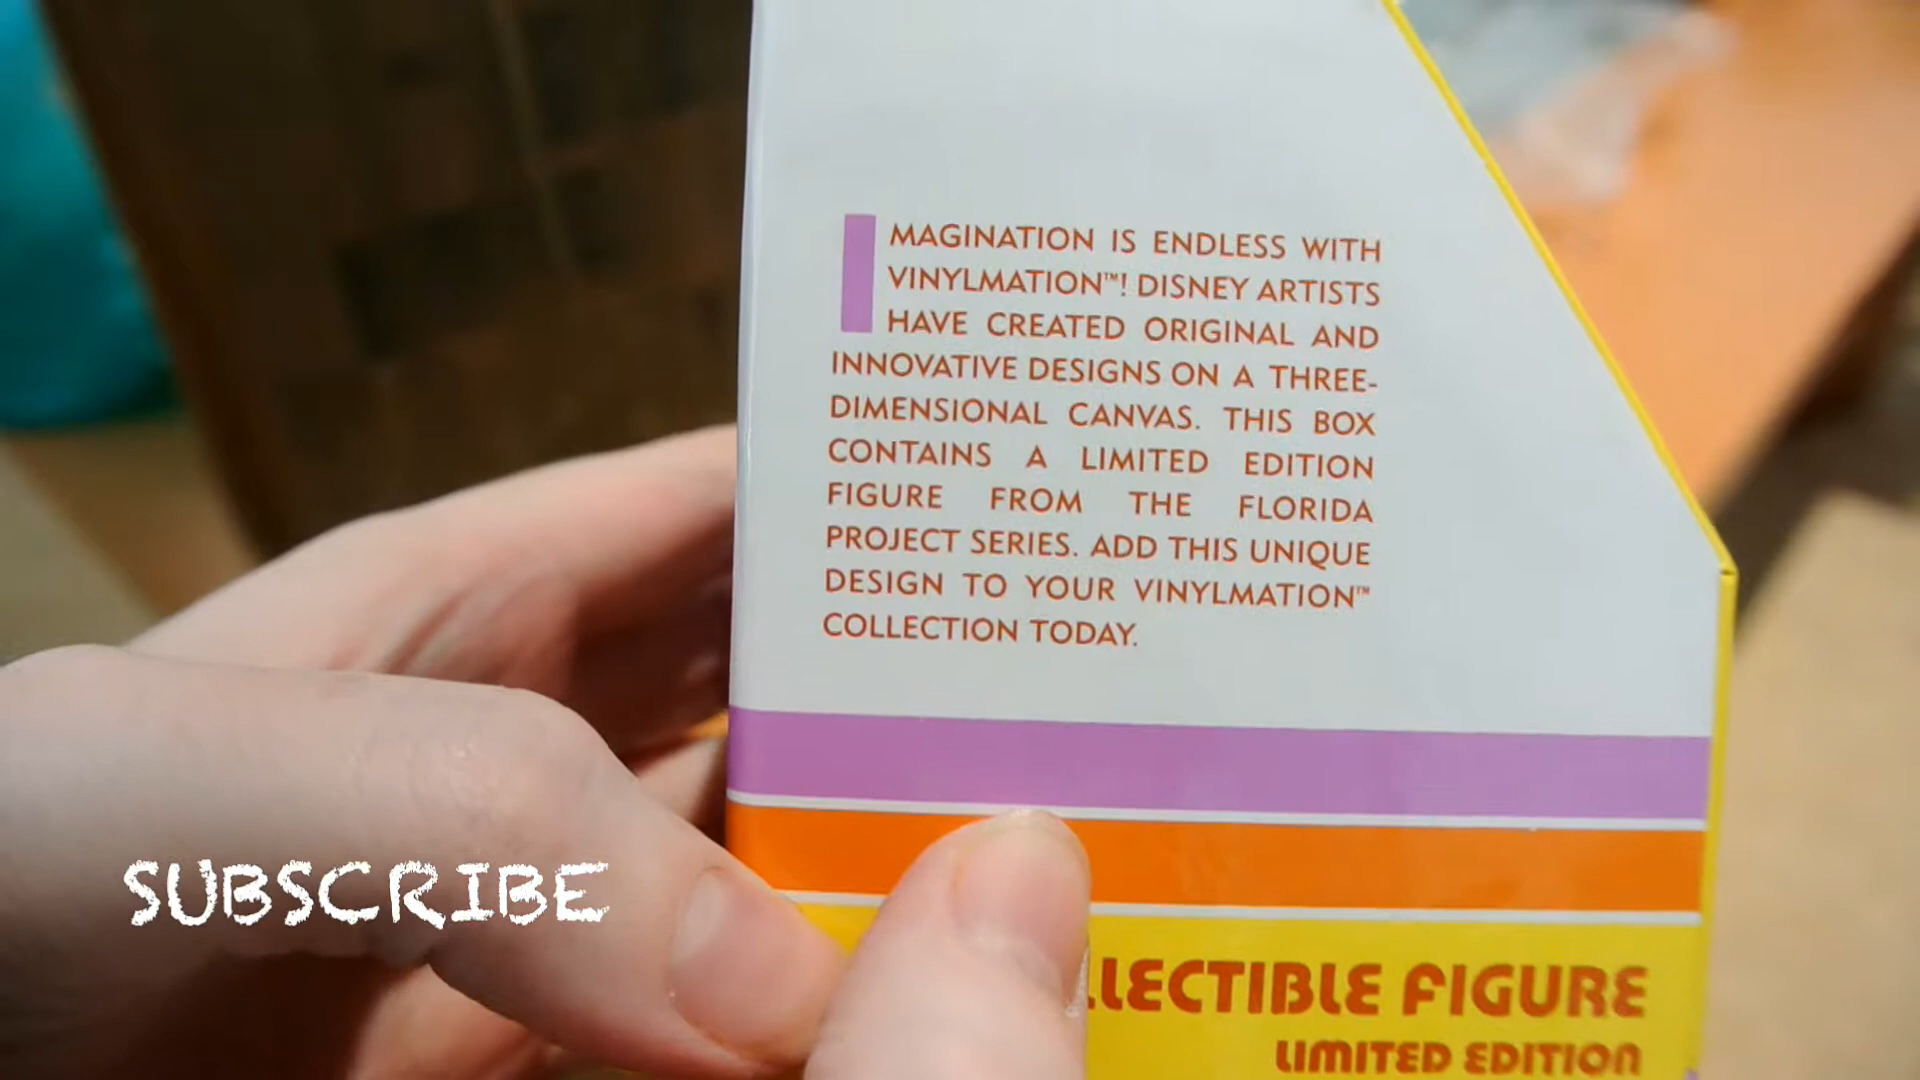 IMAGINATION IS ENDLESS WITH
VINYLMATION™! DISNEY ARTISTS
HAVE CREATED ORIGINAL AND
INNOVATIVE DESIGNS ON A THREE-
DIMENSIONAL CANVAS. THIS BOX
CONTAINS A LIMITED EDITION
FIGURE FROM THE FLORIDA
PROJECT SERIES. ADD THIS UNIQUE
DESIGN TO YOUR VINYLMATION™
COLLECTION TODAY.
SUBSCRIBE
LLECTIBLE FIGURE
LIMITED EDITION